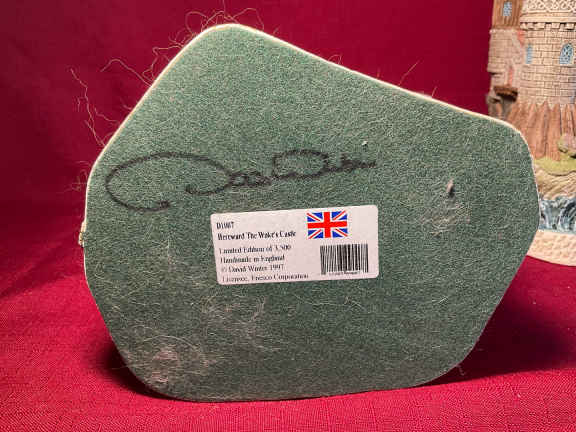 D1007
Hereward The Wake's Castle
Limited Edition of 3,500
Handmade in England
© David Winter 1997
Licensee, Enesco Corporation